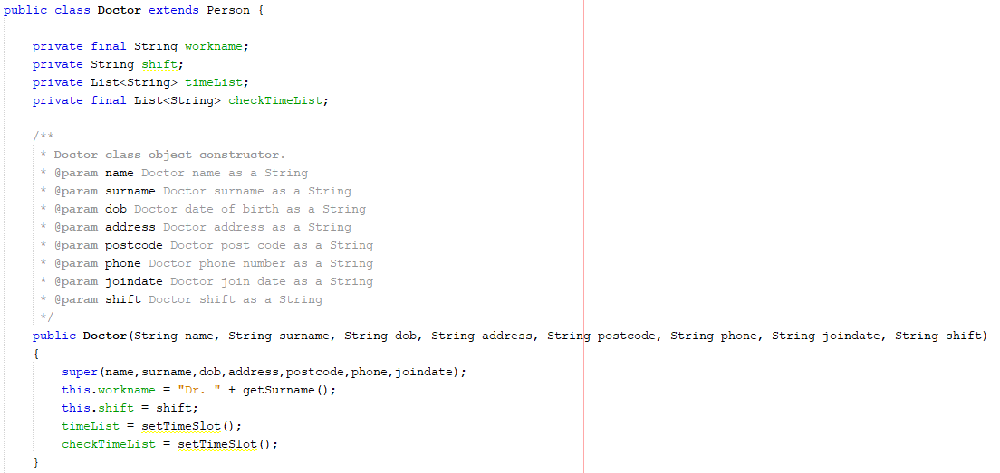 public class Doctor extends Person {
private final String workname;
private String shift;
private List<String> timeList;
private final List<String> checkTimeList;
/**
* Doctor class object constructor.
* @param name Doctor name as a String
* @param surname Doctor surname as a String
* @param dob Doctor date of birth as a String
* @param address Doctor address as a String
* @param postcode Doctor post code as a String
* @param phone Doctor phone number as a String
* @param joindate Doctor join date as a String
* @param shift Doctor shift as a String
*/
public Doctor(String name, String surname, String dob, String address, String postcode, String phone, String joindate, String shift)
{
super(name,surname,dob,address,postcode,phone,joindate);
this.workname = "Dr. " + getSurname();
this.shift = shift;
timeList = setTimeSlot();
checkTimeList = setTimeSlot();
}